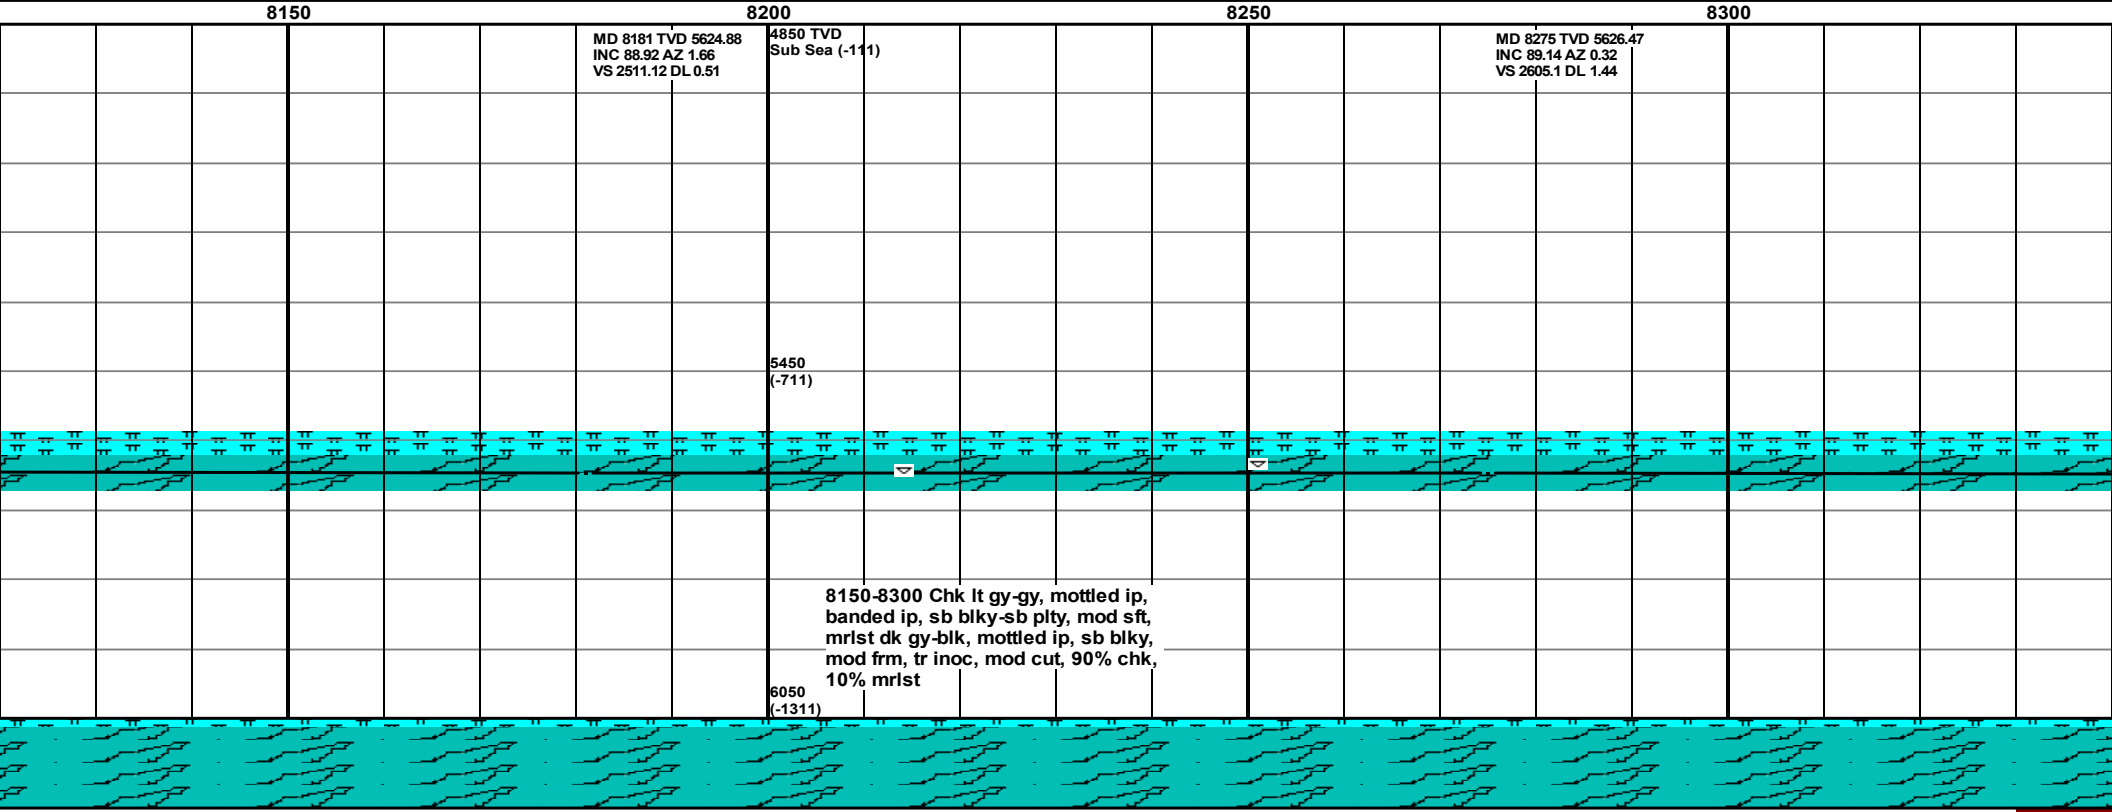 8150
8200
8250
8300
MD 8181 TVD 5624.88
INC 88.92 AZ 1.66
VS 2511.12 DL 0.51
4850 TVD
Sub Sea (-111)
MD 8275 TVD 5626.47
INC 89.14 AZ 0.32
VS 2605.1 DL 1.44
5450
(-711)
8150-8300 Chk lt gy-gy, mottled ip,
banded ip, sb blky-sb plty, mod sft,
mrlst dk gy-blk, mottled ip, sb blky,
mod frm, tr inoc, mod cut, 90% chk,
10% mrlst
6050
(-1311)